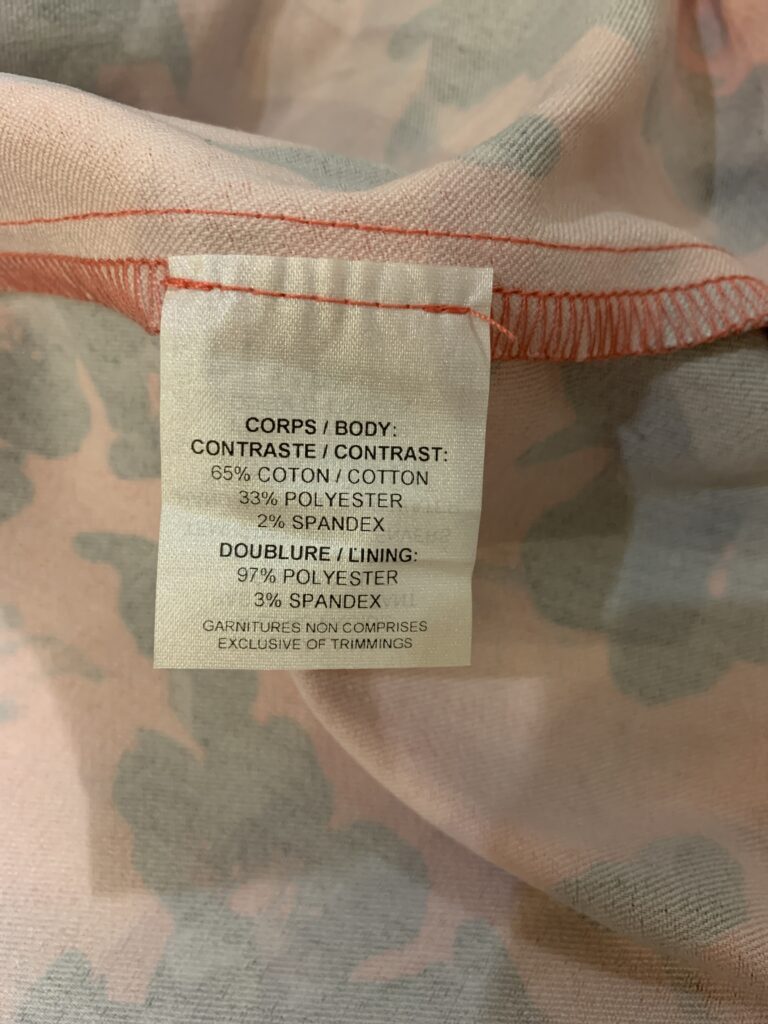 CORPS / BODY:
CONTRASTE / CONTRAST:
65% COTON / COTTON
33% POLYESTER
2% SPANDEX
DOUBLURE / LINING:
97% POLYESTER
3% SPANDEX
GARNITURES NON COMPRISES
EXCLUSIVE OF TRIMMINGS